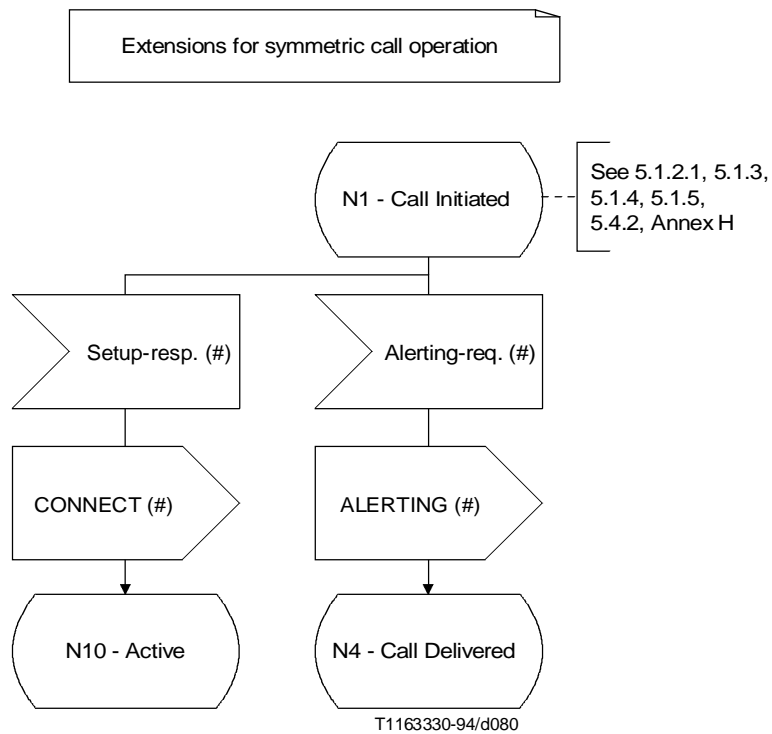 Extensions for symmetric call operation
N1 - Call Initiated
See 5.1.2.1, 5.1.3,
5.1.4, 5.1.5,
5.4.2, Annex H
Setup-resp. (#)
Alerting-req. (#)
CONNECT (#)
ALERTING (#)
N10 - Active
N4 - Call Delivered
T1163330-94/d080